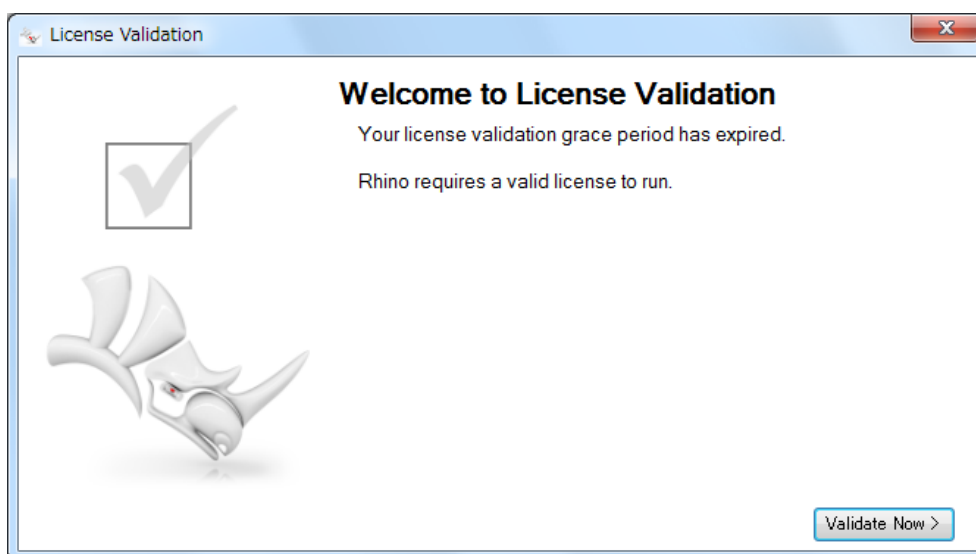 License Validation
Welcome to License Validation
Your license validation grace period has expired.
Rhino requires a valid license to run.
Validate Now >